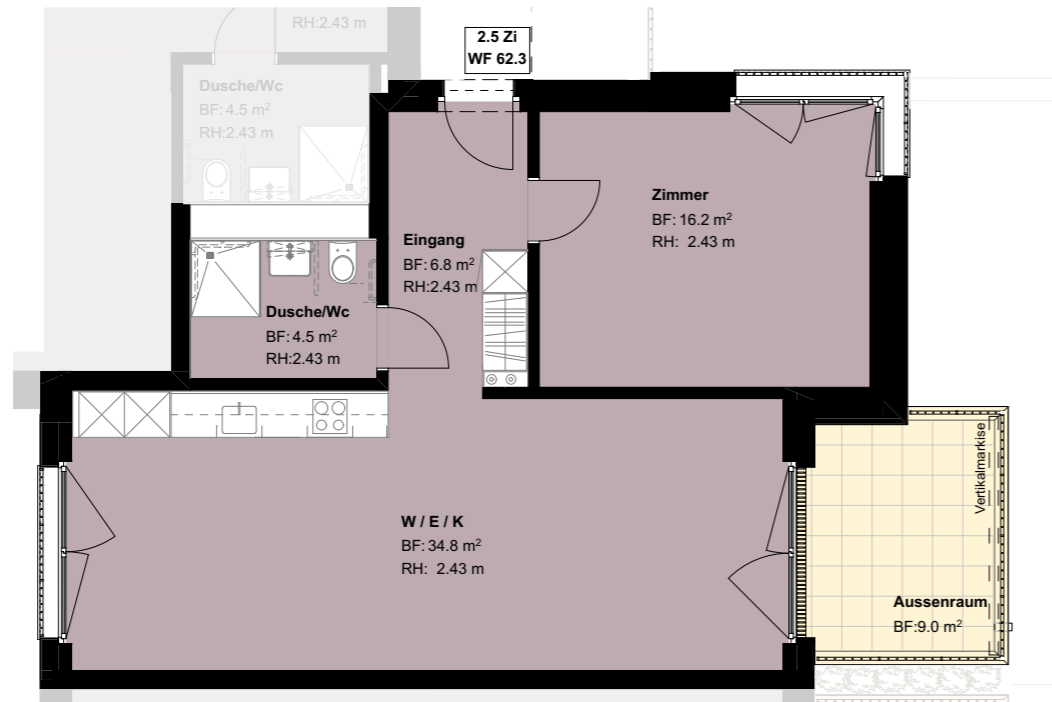 RH:2.43 m
2.5 Zi
WF 62.3
Dusche/Wc
BF: 4.5 m²
RH:2.43 m
Zimmer
BF: 16.2 m²
RH: 2.43 m
Eingang
BF: 6.8 m²
RH:2.43 m
Dusche/Wc
BF: 4.5 m²
RH:2.43 m
Vertikalmarkise
W / E / K
BF: 34.8 m²
RH: 2.43 m
Aussenraum
BF:9.0 m²